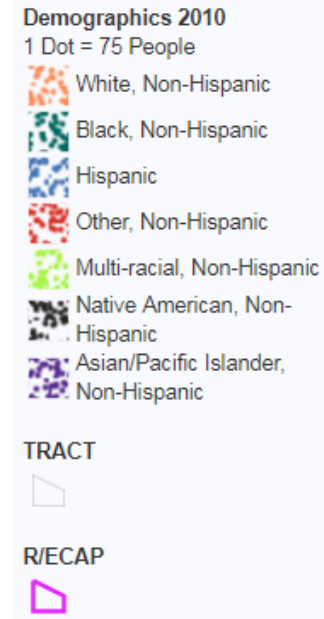 Demographics 2010
1 Dot = 75 People
White, Non-Hispanic
Black, Non-Hispanic
Hispanic
Other, Non-Hispanic
Multi-racial, Non-Hispanic
Native American, Non-
Hispanic
Asian/Pacific Islander,
Non-Hispanic
TRACT
R/ECAP